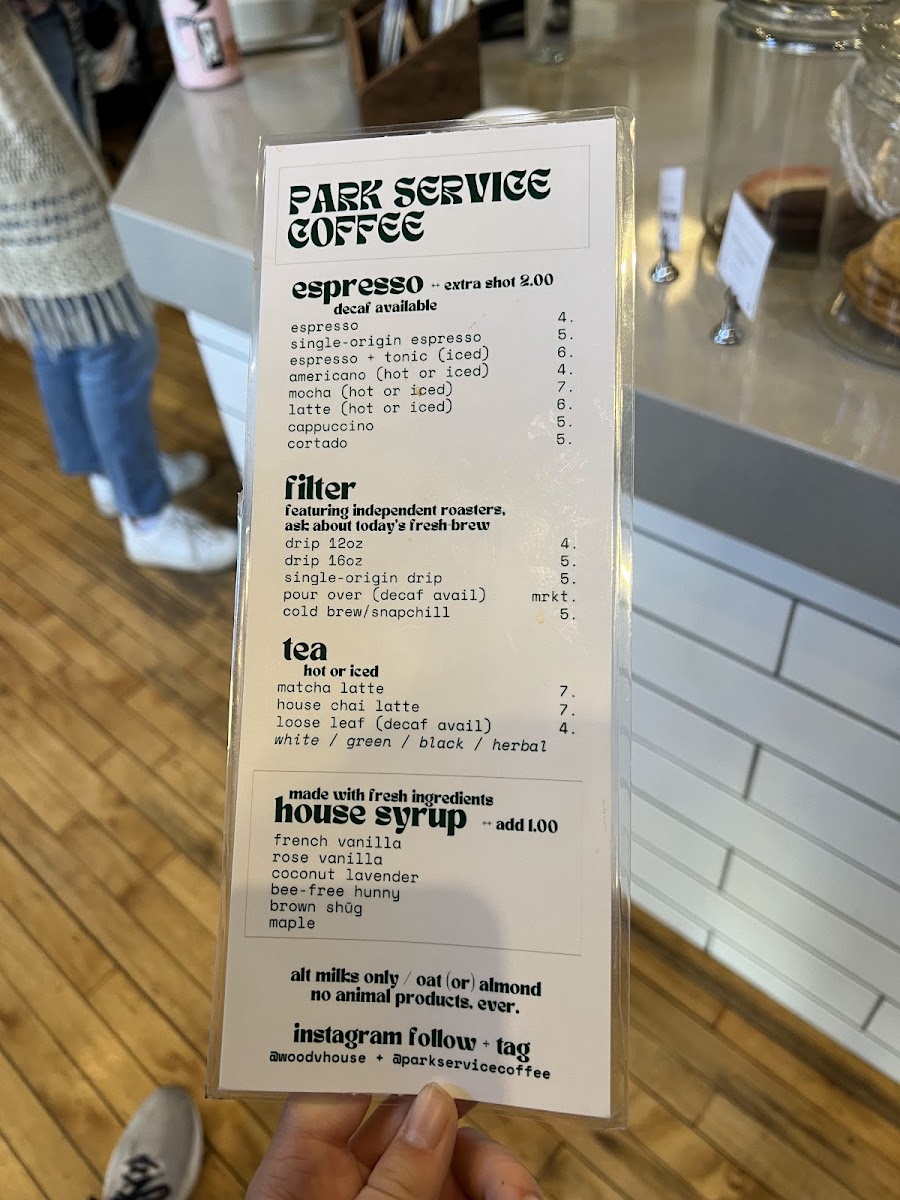 PARK SERVICE
COFFEE
espresso ++ extra shot 2.00
decaf available
espresso 4.
single-origin espresso 5.
espresso + tonic (iced) 6.
americano (hot or iced) 4.
mocha (hot or iced) 7.
latte (hot or iced) 6.
cappuccino 5.
cortado 5.
filter
featuring independent roasters,
ask about today's fresh brew
drip 12oz 4.
drip 16oz 5.
single-origin drip 5.
pour over (decaf avail) mrkt.
cold brew/snapchill 5.
tea
hot or iced
matcha latte 7.
house chai latte 7.
loose leaf (decaf avail) 4.
white / green / black / herbal
made with fresh ingredients
house syrup ++ add 1.00
french vanilla
rose vanilla
coconut lavender
bee-free hunny
brown shūg
maple
alt milks only / oat (or) almond
no animal products. ever.
instagram follow + tag
@woodvhouse + @parkservicecoffee